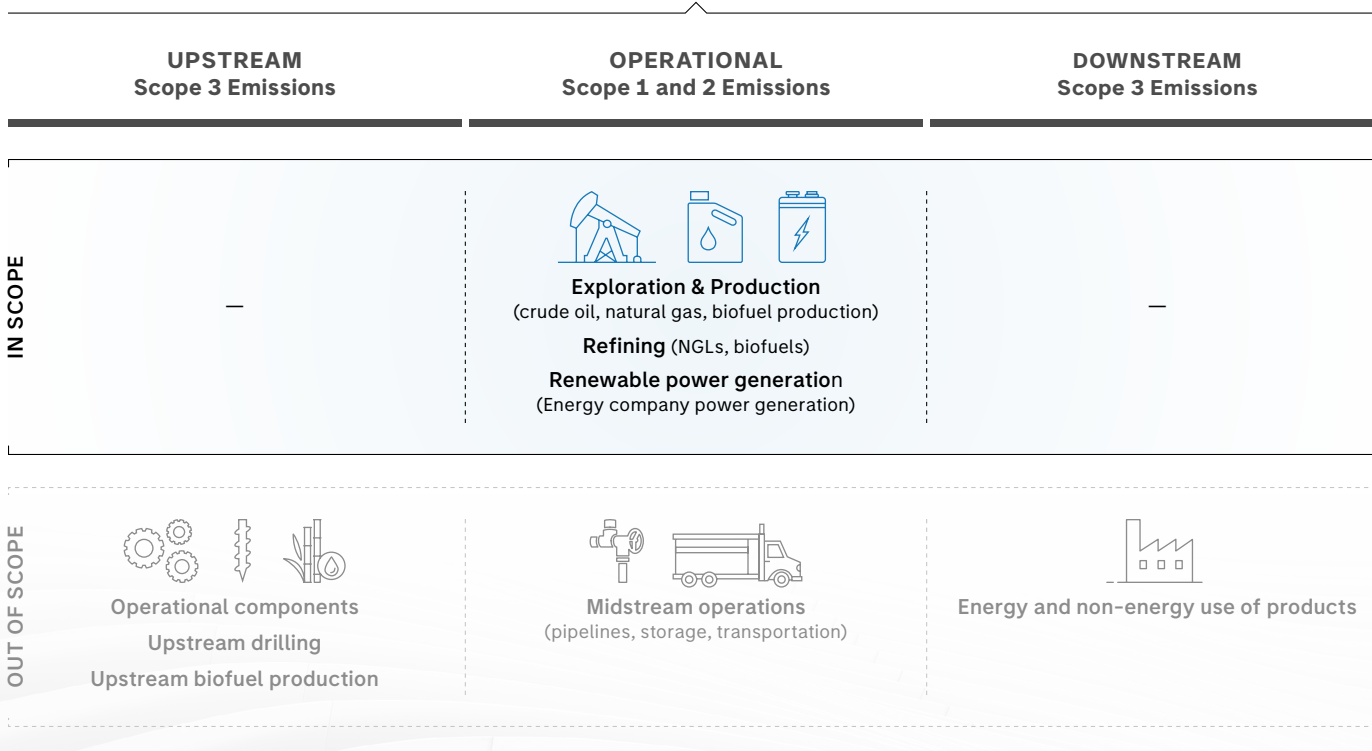 UPSTREAM
Scope 3 Emissions
OPERATIONAL
Scope 1 and 2 Emissions
DOWNSTREAM
Scope 3 Emissions
IN SCOPE
—
Exploration & Production
(crude oil, natural gas, biofuel production)
Refining (NGLs, biofuels)
Renewable power generation
(Energy company power generation)
—
OUT OF SCOPE
Operational components
Upstream drilling
Upstream biofuel production
Midstream operations
(pipelines, storage, transportation)
Energy and non-energy use of products